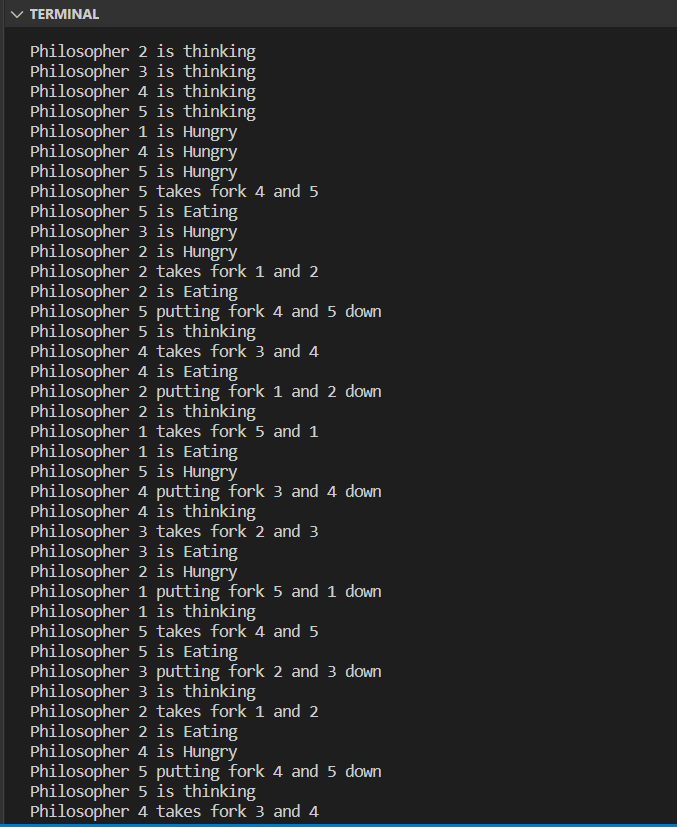 TERMINAL
Philosopher 2 is thinking
Philosopher 3 is thinking
Philosopher 4 is thinking
Philosopher 5 is thinking
Philosopher 1 is Hungry
Philosopher 4 is Hungry
Philosopher 5 is Hungry
Philosopher 5 takes fork 4 and 5
Philosopher 5 is Eating
Philosopher 3 is Hungry
Philosopher 2 is Hungry
Philosopher 2 takes fork 1 and 2
Philosopher 2 is Eating
Philosopher 5 putting fork 4 and 5 down
Philosopher 5 is thinking
Philosopher 4 takes fork 3 and 4
Philosopher 4 is Eating
Philosopher 2 putting fork 1 and 2 down
Philosopher 2 is thinking
Philosopher 1 takes fork 5 and 1
Philosopher 1 is Eating
Philosopher 5 is Hungry
Philosopher 4 putting fork 3 and 4 down
Philosopher 4 is thinking
Philosopher 3 takes fork 2 and 3
Philosopher 3 is Eating
Philosopher 2 is Hungry
Philosopher 1 putting fork 5 and 1 down
Philosopher 1 is thinking
Philosopher 5 takes fork 4 and 5
Philosopher 5 is Eating
Philosopher 3 putting fork 2 and 3 down
Philosopher 3 is thinking
Philosopher 2 takes fork 1 and 2
Philosopher 2 is Eating
Philosopher 4 is Hungry
Philosopher 5 putting fork 4 and 5 down
Philosopher 5 is thinking
Philosopher 4 takes fork 3 and 4